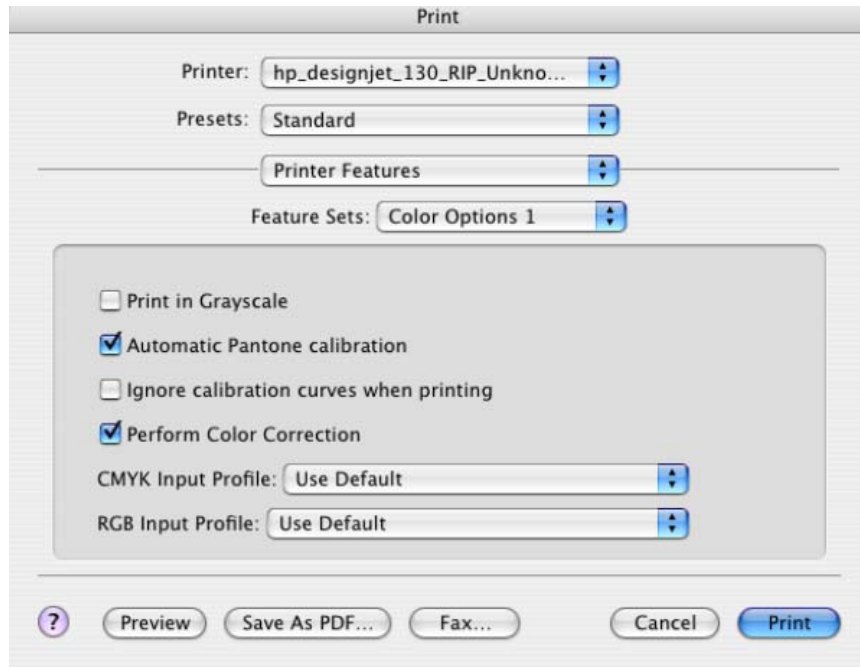 Print
Printer: hp_designjet_130_RIP_Unkno...
Presets: Standard
Printer Features
Feature Sets: Color Options 1
Print in Grayscale
Automatic Pantone calibration
Ignore calibration curves when printing
Perform Color Correction
CMYK Input Profile: Use Default
RGB Input Profile: Use Default
? Preview Save As PDF... Fax... Cancel Print